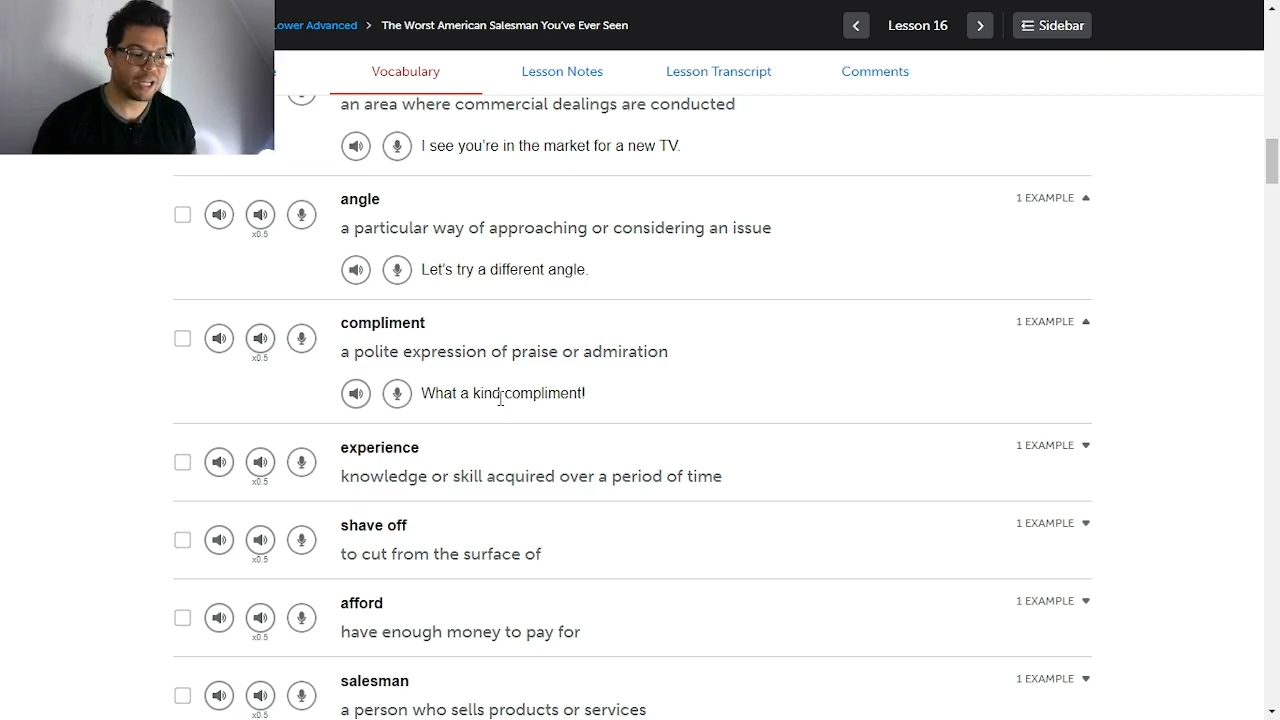 ower Advanced > The Worst American Salesman You've Ever Seen
Lesson 16
Sidebar
Vocabulary
Lesson Notes
Lesson Transcript
Comments
an area where commercial dealings are conducted
I see you're in the market for a new TV.
angle
1 EXAMPLE
x0.5
a particular way of approaching or considering an issue
Let's try a different angle.
compliment
1 EXAMPLE
x0.5
a polite expression of praise or admiration
What a kind compliment!
experience
1 EXAMPLE
x0.5
knowledge or skill acquired over a period of time
shave off
1 EXAMPLE
x0.5
to cut from the surface of
afford
1 EXAMPLE
x0.5
have enough money to pay for
salesman
1 EXAMPLE
x0.5
a person who sells products or services